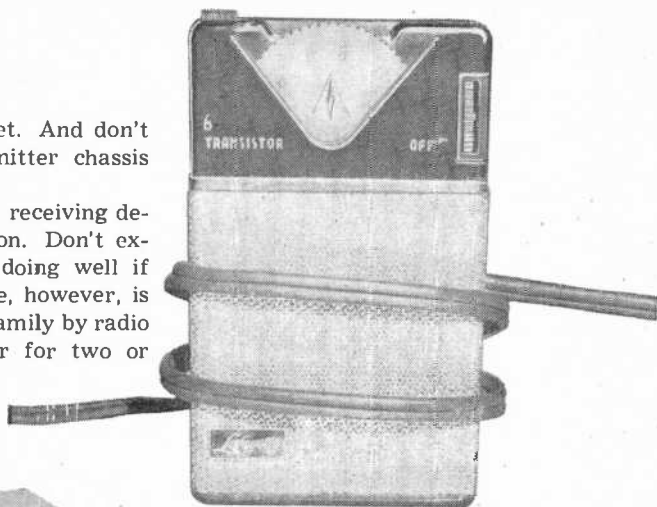 et. And don't
nitter chassis
receiving de-
on. Don't ex-
doing well if
e, however, is
amily by radio
r for two or
6
TRANSISTOR OFF